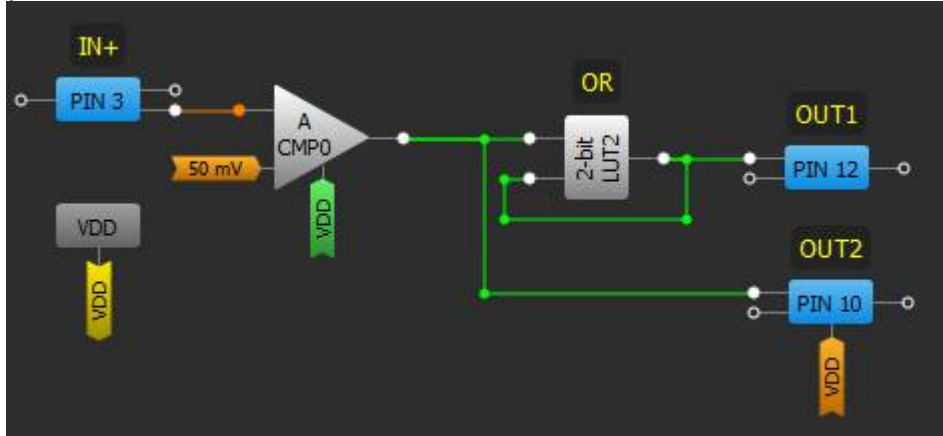 IN+
PIN 3
A
CMP0
50 mV
VDD
VDD
VDD
OR
2-bit
LUT2
OUT1
PIN 12
OUT2
PIN 10
VDD